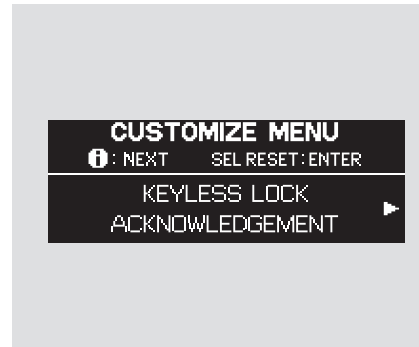 CUSTOMIZE MENU
i : NEXT SEL RESET : ENTER
KEYLESS LOCK
ACKNOWLEDGEMENT